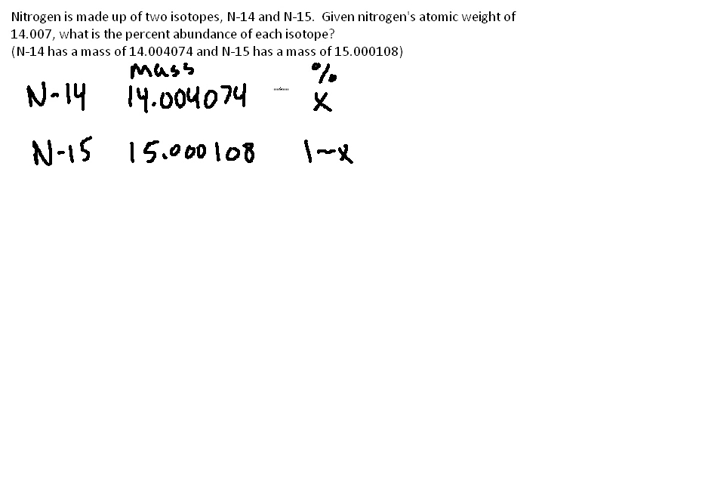 Nitrogen is made up of two isotopes, N-14 and N-15.  Given nitrogen's atomic weight of
14.007, what is the percent abundance of each isotope?
(N-14 has a mass of 14.004074 and N-15 has a mass of 15.000108)
mass %
N-14 14.004074 x
N-15 15.000108 1-x